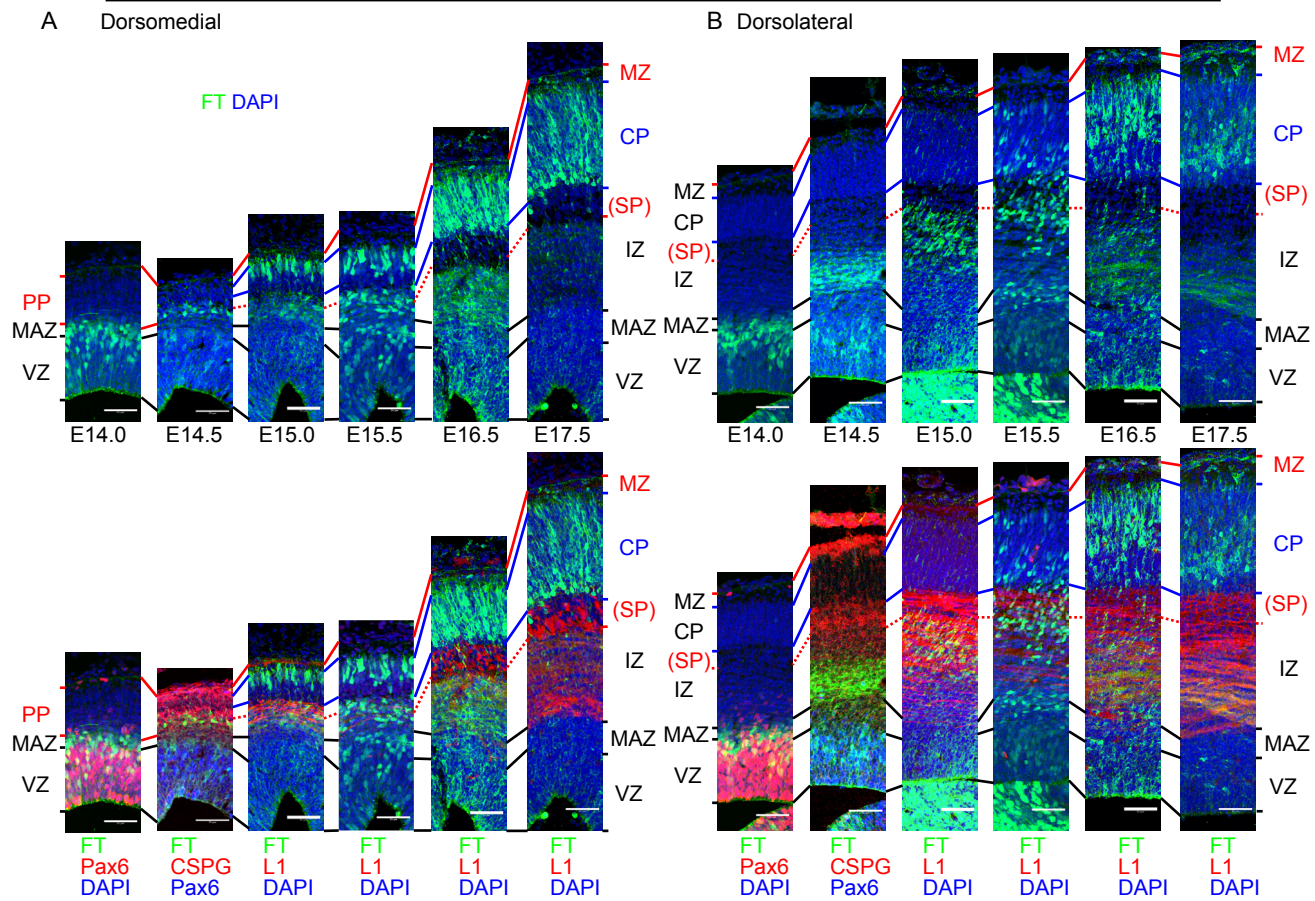 A Dorsomedial
FT DAPI
MZ
CP
(SP)
IZ
MAZ
VZ
PP
MAZ
VZ
E14.0 E14.5 E15.0 E15.5 E16.5 E17.5
MZ
CP
(SP)
IZ
MAZ
VZ
PP
MAZ
VZ
FT FT FT FT FT FT
Pax6 CSPG L1 L1 L1 L1
DAPI Pax6 DAPI DAPI DAPI DAPI
B Dorsolateral
MZ
CP
(SP)
IZ
MAZ
VZ
MZ
CP
(SP)
IZ
MAZ
VZ
E14.0 E14.5 E15.0 E15.5 E16.5 E17.5
MZ
CP
(SP)
IZ
MAZ
VZ
MZ
CP
(SP)
IZ
MAZ
VZ
FT FT FT FT FT FT
Pax6 CSPG L1 L1 L1 L1
DAPI Pax6 DAPI DAPI DAPI DAPI